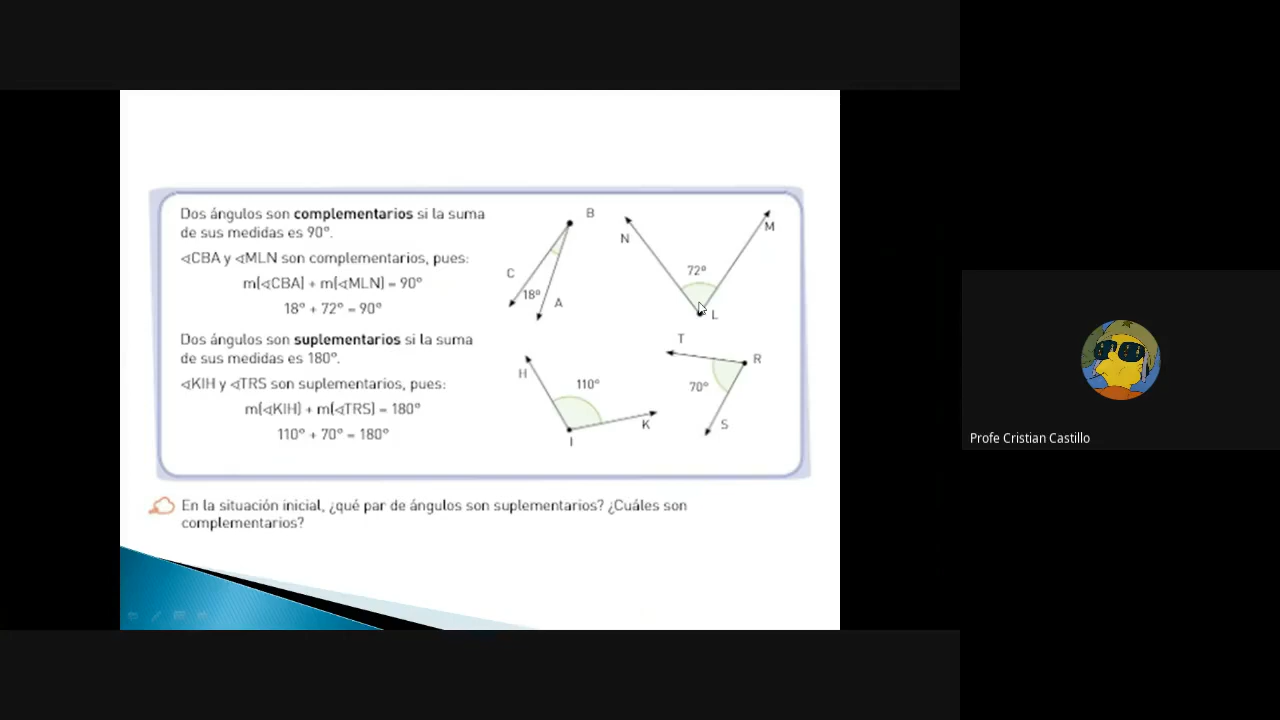 Dos ángulos son complementarios si la suma
de sus medidas es 90°.
∢CBA y ∢MLN son complementarios, pues:
m(∢CBA) + m(∢MLN) = 90°
18° + 72° = 90°
Dos ángulos son suplementarios si la suma
de sus medidas es 180°.
∢KIH y ∢TRS son suplementarios, pues:
m(∢KIH) + m(∢TRS) = 180°
110° + 70° = 180°
B
C
18°
A
N
M
72°
L
H
110°
K
I
T
R
70°
S
En la situación inicial, ¿qué par de ángulos son suplementarios? ¿Cuáles son
complementarios?
Profe Cristian Castillo